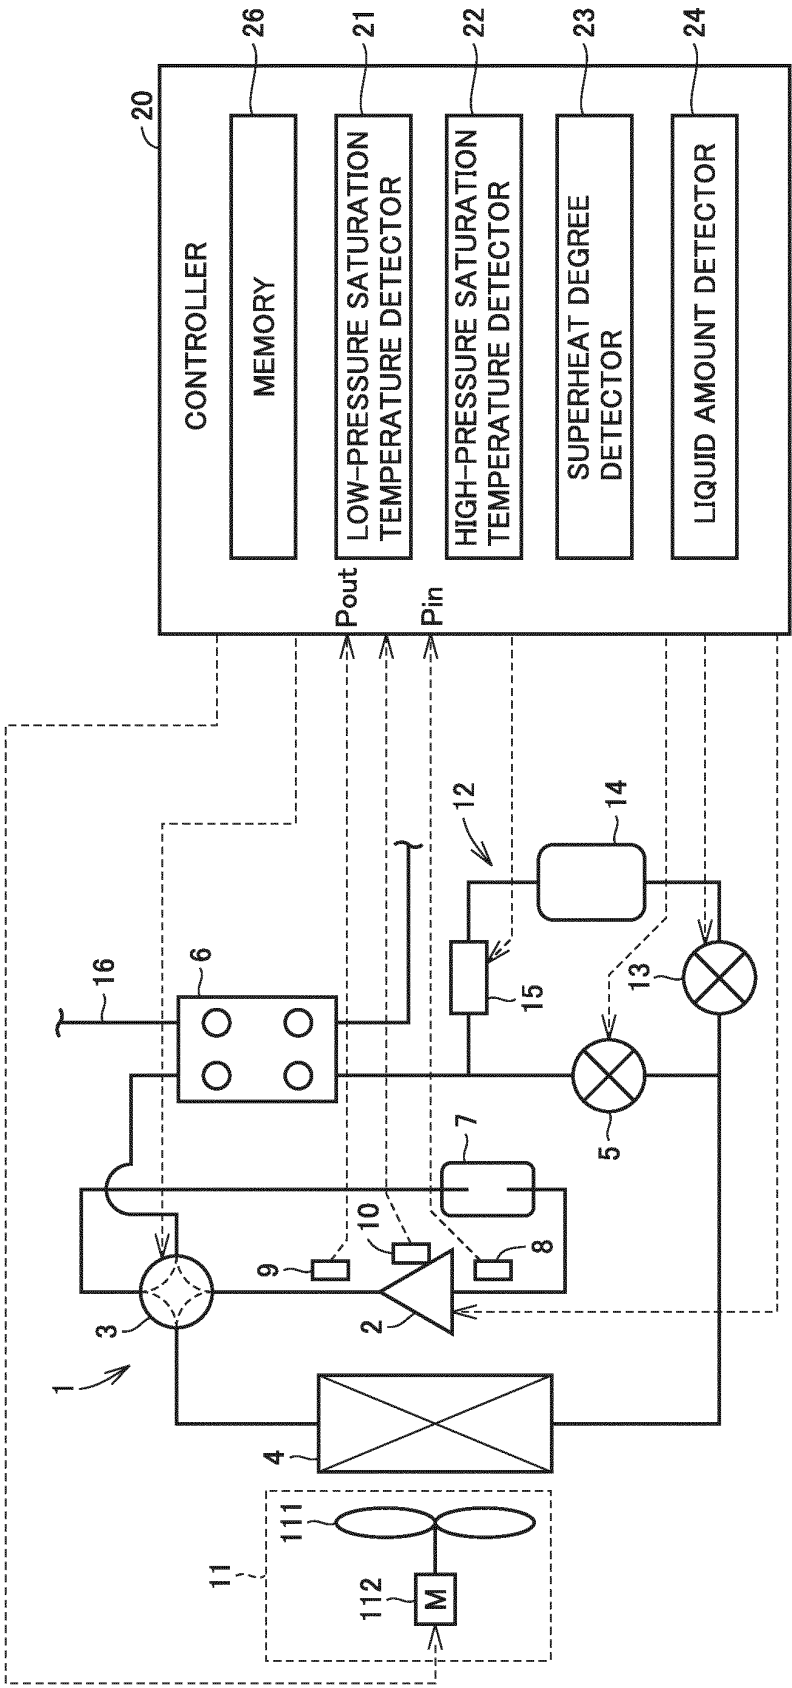 20
CONTROLLER
MEMORY
26
LOW-PRESSURE SATURATION
TEMPERATURE DETECTOR
21
HIGH-PRESSURE SATURATION
TEMPERATURE DETECTOR
22
SUPERHEAT DEGREE
DETECTOR
23
LIQUID AMOUNT DETECTOR
24
Pout
Pin
12
14
16
6
15
13
5
7
10
9
8
3
2
1
4
11
111
112
M